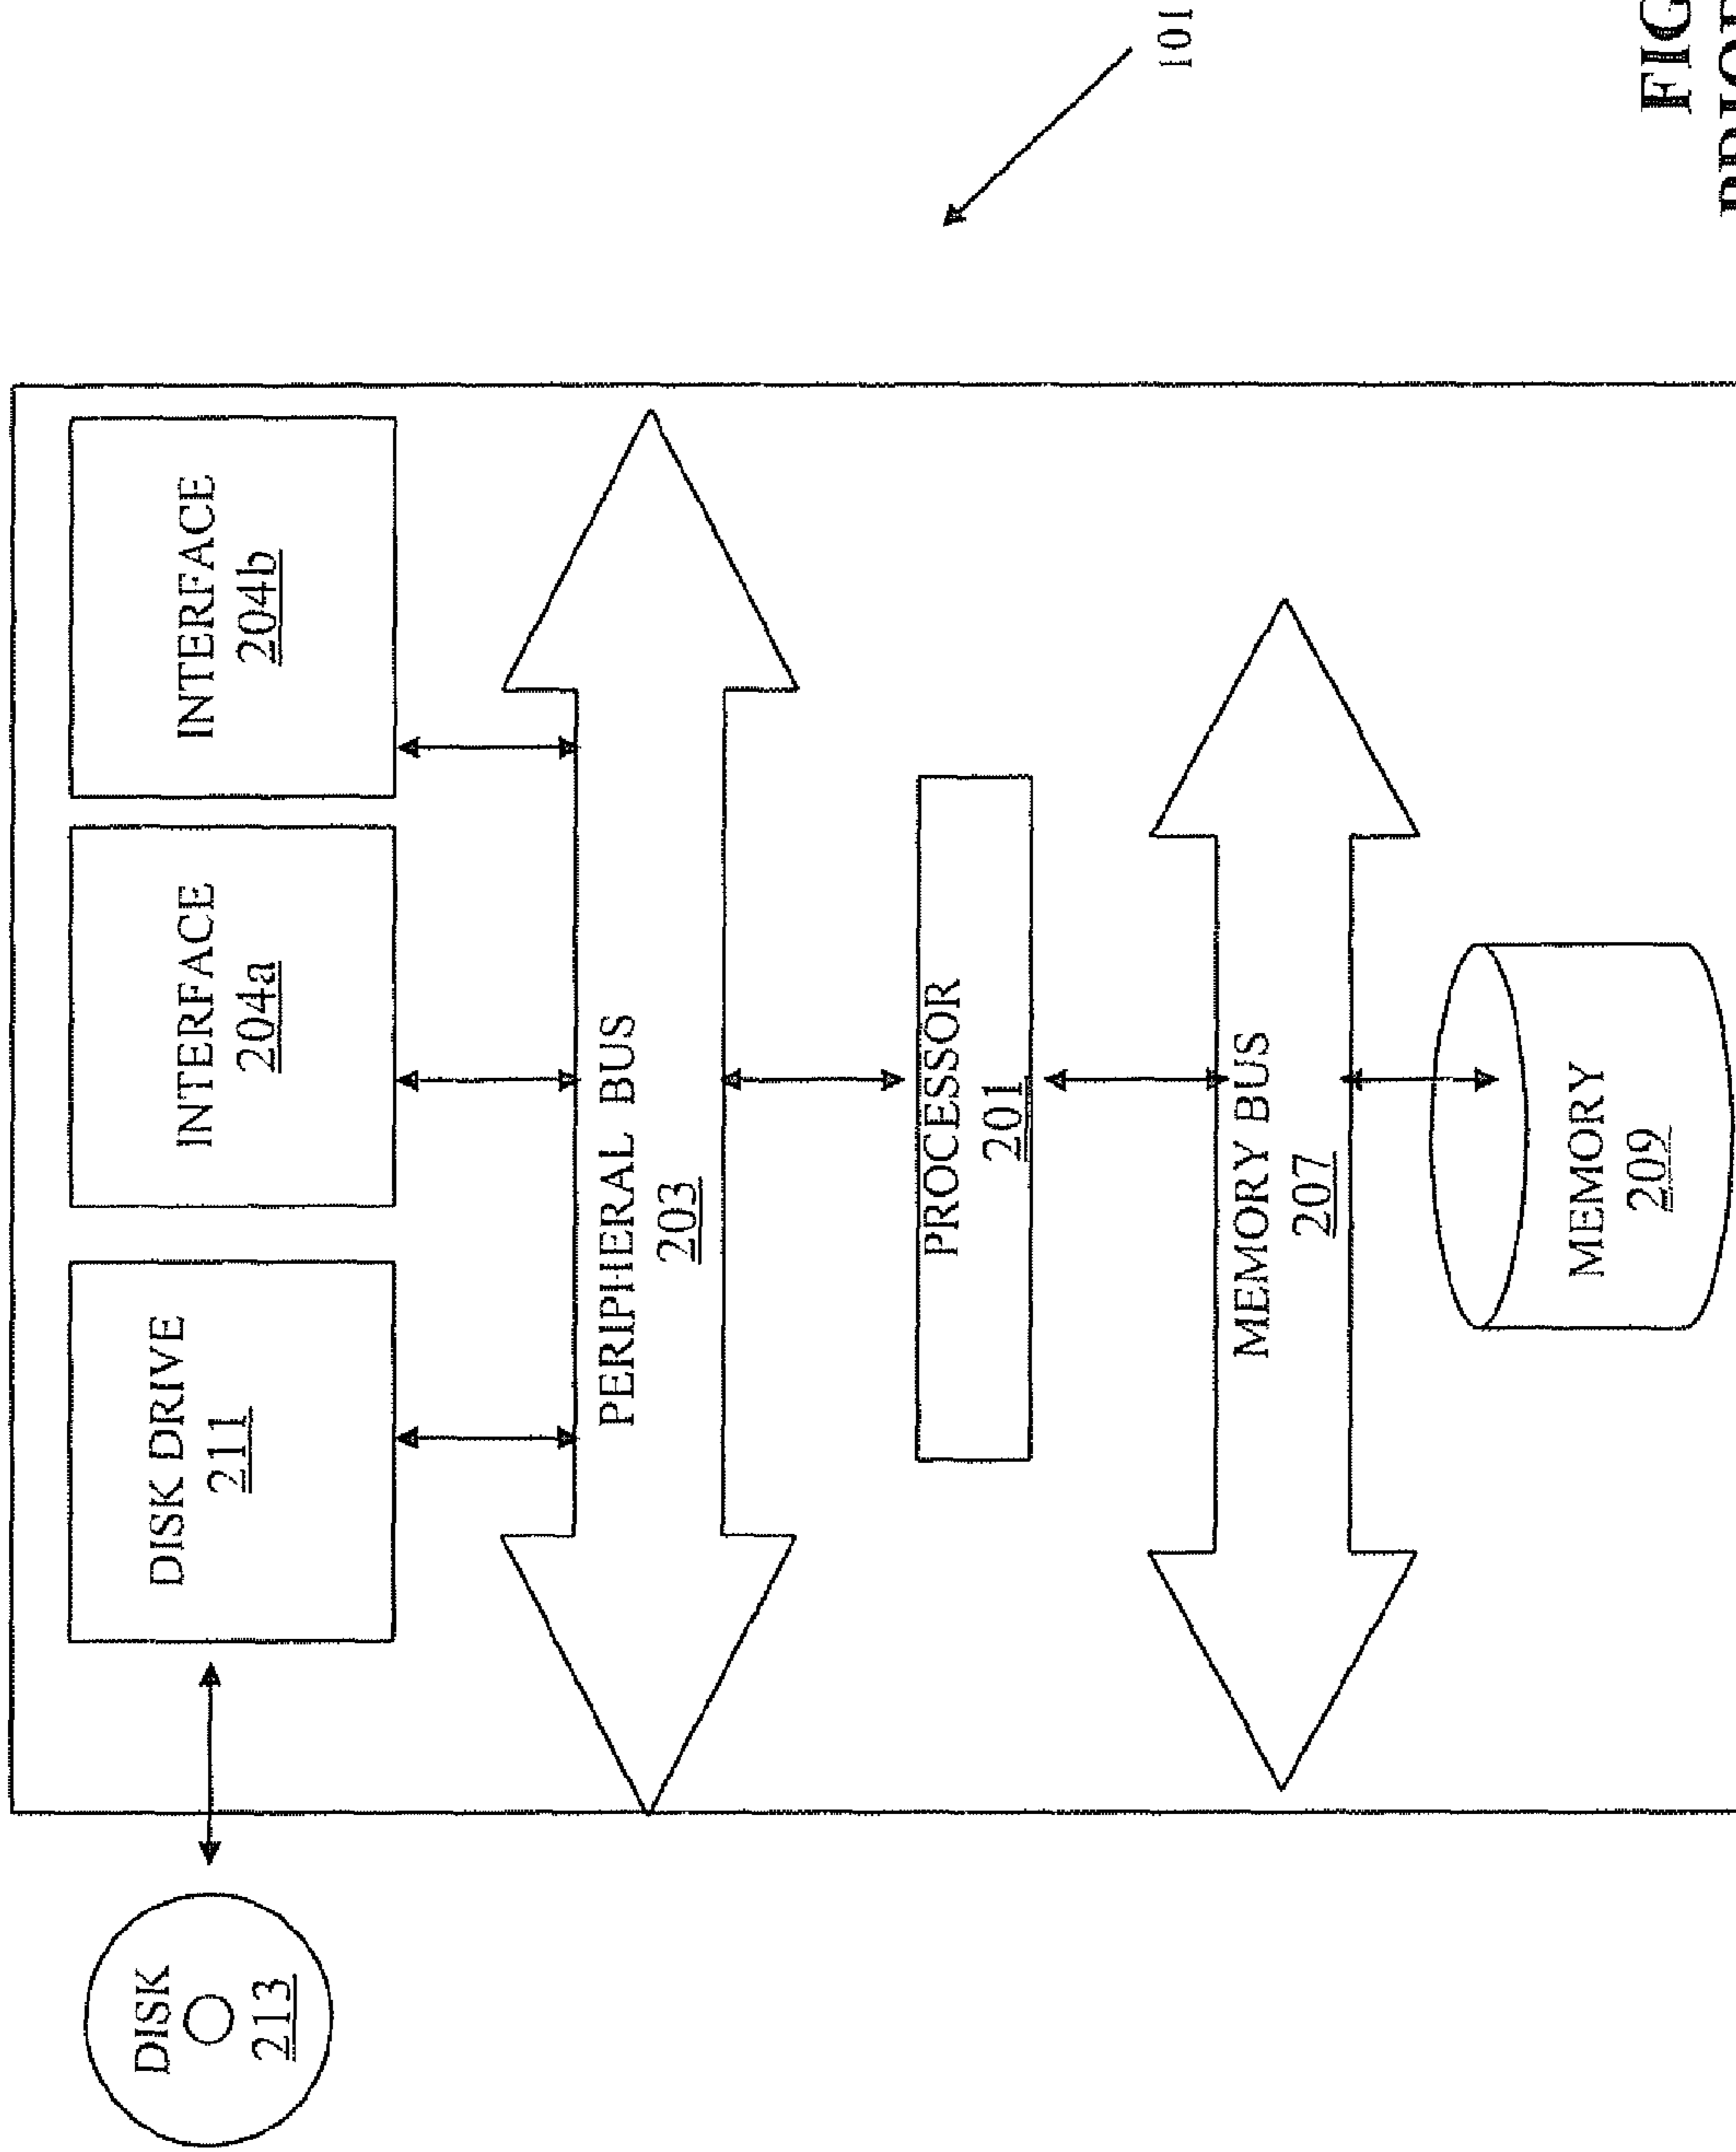 DISK
213
DISK DRIVE
211
INTERFACE
204a
INTERFACE
204b
PERIPHERAL BUS
203
PROCESSOR
201
MEMORY BUS
207
MEMORY
209
101
FIG